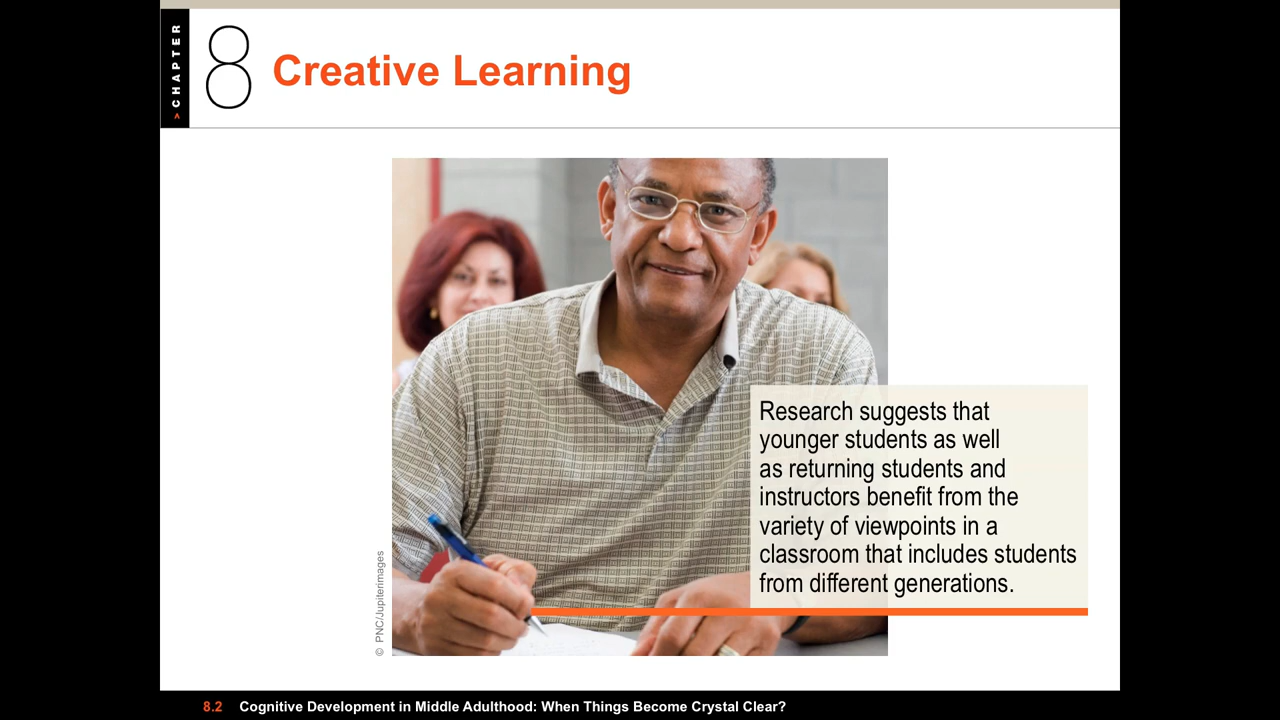 > CHAPTER
8
Creative Learning
Research suggests that
younger students as well
as returning students and
instructors benefit from the
variety of viewpoints in a
classroom that includes students
from different generations.
© PNC/Jupiterimages
8.2 Cognitive Development in Middle Adulthood: When Things Become Crystal Clear?